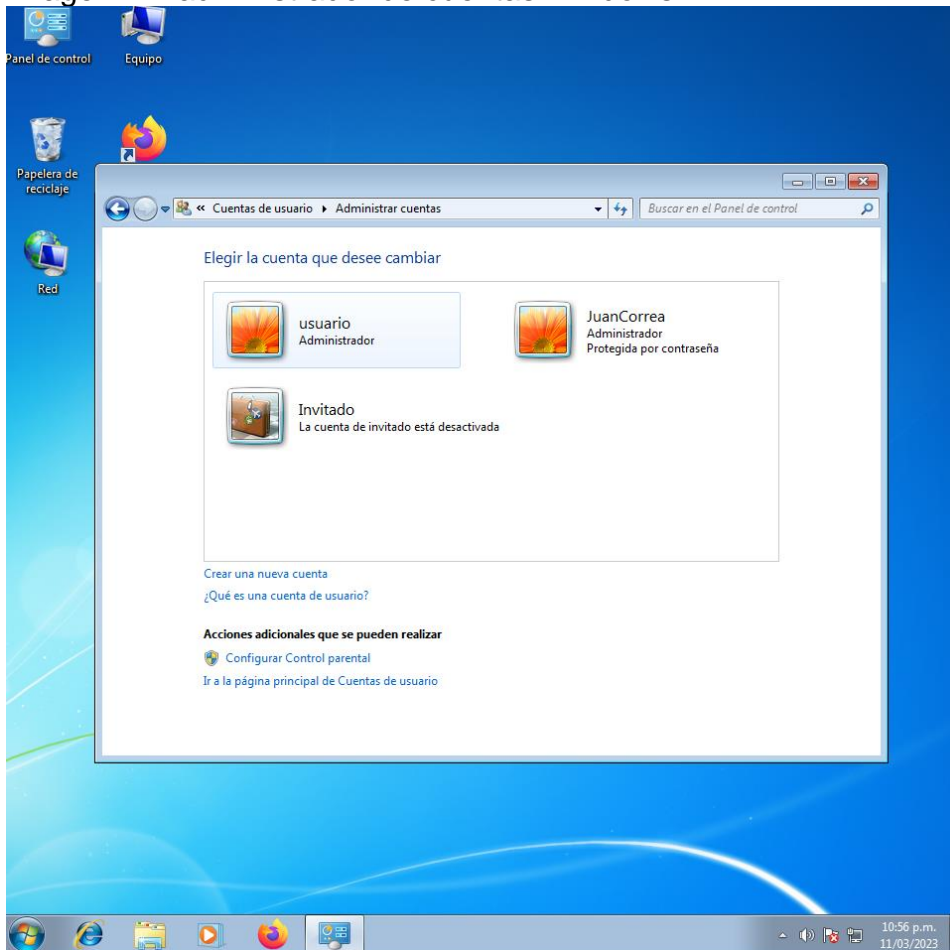 Panel de control
Equipo
Papelera de
reciclaje
Red
« Cuentas de usuario ▸ Administrar cuentas
Buscar en el Panel de control
Elegir la cuenta que desee cambiar
usuario
Administrador
JuanCorrea
Administrador
Protegida por contraseña
Invitado
La cuenta de invitado está desactivada
Crear una nueva cuenta
¿Qué es una cuenta de usuario?
Acciones adicionales que se pueden realizar
Configurar Control parental
Ir a la página principal de Cuentas de usuario
10:56 p.m.
11/03/2023